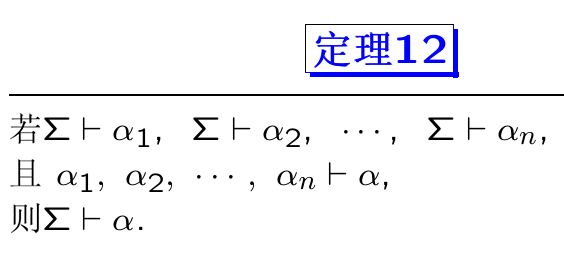 定理12
若Σ ⊢ α₁, Σ ⊢ α₂, ⋯, Σ ⊢ αₙ,
且 α₁, α₂, ⋯, αₙ ⊢ α,
则Σ ⊢ α.